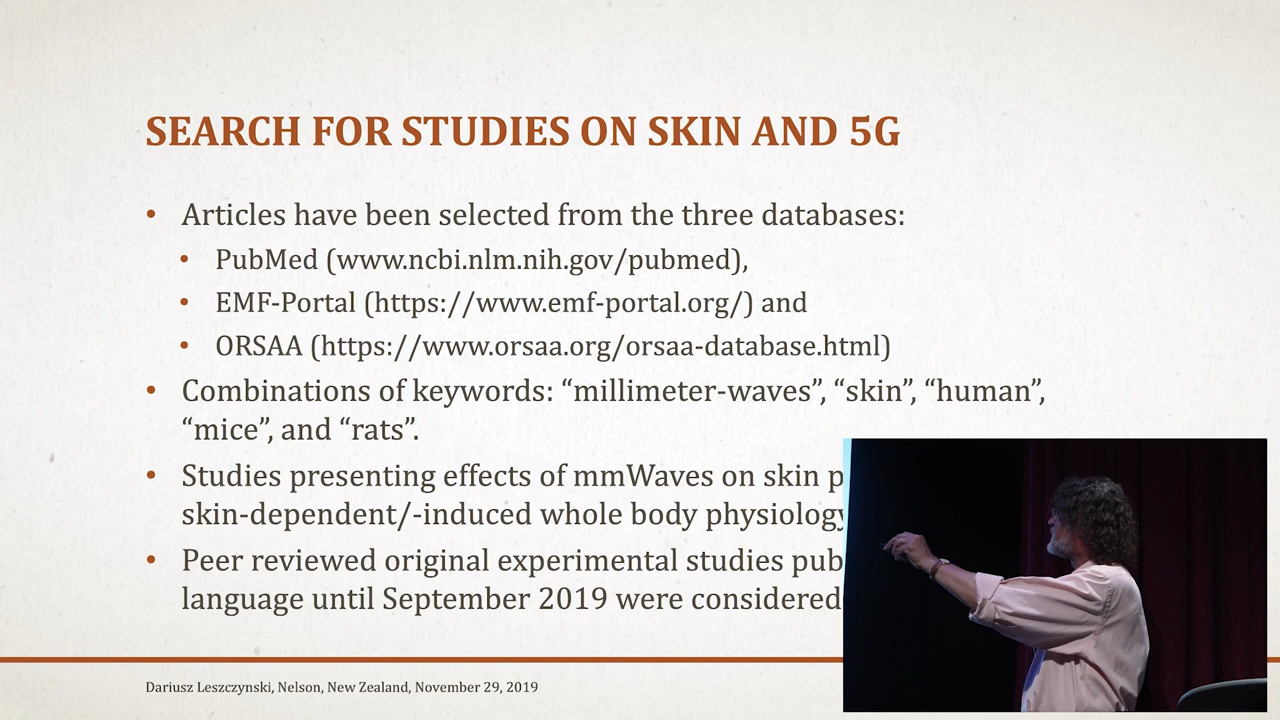 SEARCH FOR STUDIES ON SKIN AND 5G
• Articles have been selected from the three databases:
• PubMed (www.ncbi.nlm.nih.gov/pubmed),
• EMF-Portal (https://www.emf-portal.org/) and
• ORSAA (https://www.orsaa.org/orsaa-database.html)
• Combinations of keywords: “millimeter-waves”, “skin”, “human”,
“mice”, and “rats”.
• Studies presenting effects of mmWaves on skin
skin-dependent/-induced whole body physiology
• Peer reviewed original experimental studies
language until September 2019 were considered
Dariusz Leszczynski, Nelson, New Zealand, November 29, 2019